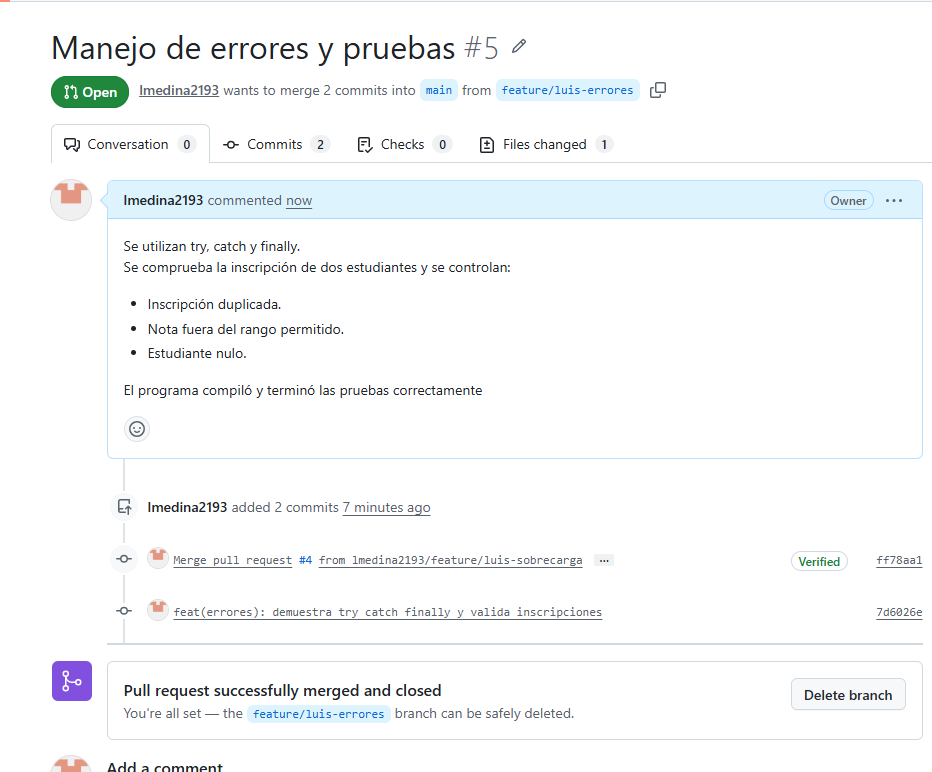 Manejo de errores y pruebas #5
Open lmedina2193 wants to merge 2 commits into main from feature/luis-errores
Conversation 0 Commits 2 Checks 0 Files changed 1
lmedina2193 commented now Owner
Se utilizan try, catch y finally.
Se comprueba la inscripción de dos estudiantes y se controlan:
• Inscripción duplicada.
• Nota fuera del rango permitido.
• Estudiante nulo.
El programa compiló y terminó las pruebas correctamente
lmedina2193 added 2 commits 7 minutes ago
Merge pull request #4 from lmedina2193/feature/luis-sobrecarga ... Verified ff78aa1
feat(errores): demuestra try catch finally y valida inscripciones 7d6026e
Pull request successfully merged and closed
You're all set — the feature/luis-errores branch can be safely deleted.
Delete branch
Add a comment